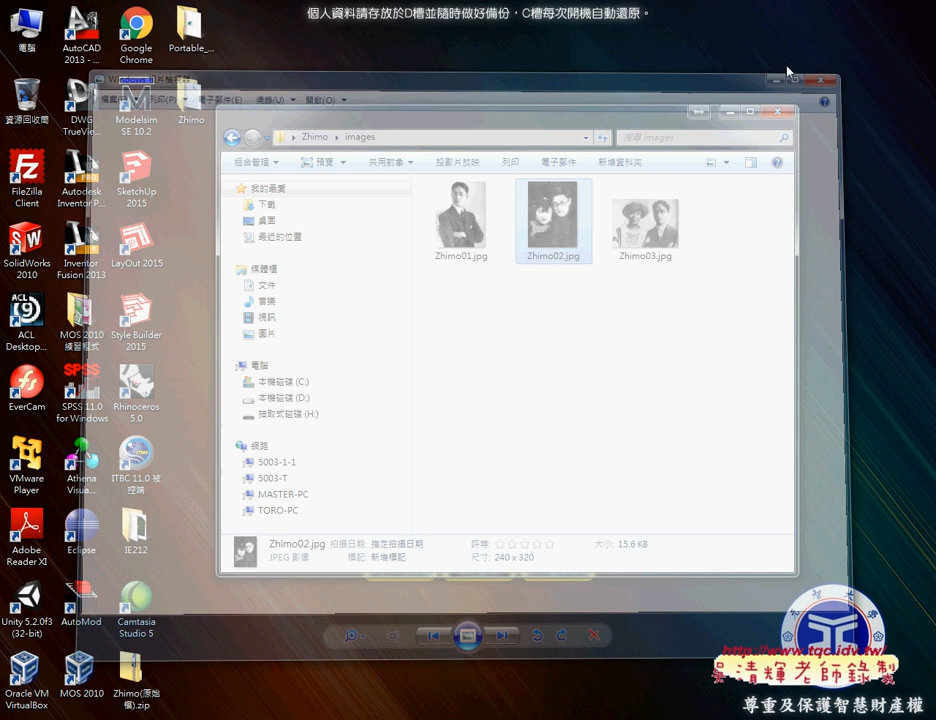 個人資料請存放於D槽並隨時做好備份，C槽每次開機自動還原。
電腦
AutoCAD
2013 - ...
Google
Chrome
Portable_...
資源回收筒
DWG
TrueVie...
Modelsim
SE 10.2
Zhimo
FileZilla
Client
Autodesk
Inventor P...
SketchUp
2015
SolidWorks
2010
Inventor
Fusion 2013
LayOut 2015
ACL
Desktop...
MOS 2010
練習程式
Style Builder
2015
EverCam
SPSS 11.0
for Windows
Rhinoceros
5.0
VMware
Player
Athena
Visua...
ITBC 11.0 被
控端
Adobe
Reader XI
Eclipse
IE212
Unity 5.2.0f3
(32-bit)
AutoMod
Camtasia
Studio 5
Oracle VM
VirtualBox
MOS 2010
Zhimo(原始
檔).zip
電子郵件(E)
燒錄(U)
開啟(O)
Zhimo
images
搜尋 images
組合管理
預覽
共用對象
投影片放映
列印
電子郵件
新增資料夾
我的最愛
下載
桌面
最近的位置
媒體櫃
文件
音樂
視訊
圖片
電腦
本機磁碟 (C:)
本機磁碟 (D:)
抽取式磁碟 (H:)
網路
5003-1-1
5003-T
MASTER-PC
TORO-PC
Zhimo01.jpg
Zhimo02.jpg
Zhimo03.jpg
Zhimo02.jpg
拍攝日期: 指定拍攝日期
評等:
大小: 15.6 KB
JPEG 影像
標記: 新增標記
尺寸: 240 x 320
http://www.tqc.idv.tw/
吳清輝老師錄製
尊重及保護智慧財產權